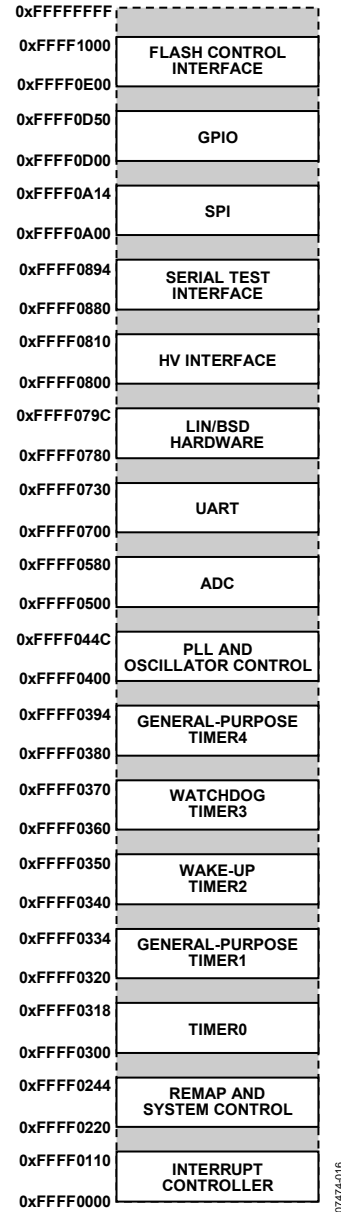 0xFFFFFFFF
0xFFFF1000
FLASH CONTROL
INTERFACE
0xFFFF0E00
0xFFFF0D50
GPIO
0xFFFF0D00
0xFFFF0A14
SPI
0xFFFF0A00
0xFFFF0894
SERIAL TEST
INTERFACE
0xFFFF0880
0xFFFF0810
HV INTERFACE
0xFFFF0800
0xFFFF079C
LIN/BSD
HARDWARE
0xFFFF0780
0xFFFF0730
UART
0xFFFF0700
0xFFFF0580
ADC
0xFFFF0500
0xFFFF044C
PLL AND
OSCILLATOR CONTROL
0xFFFF0400
0xFFFF0394
GENERAL-PURPOSE
TIMER4
0xFFFF0380
0xFFFF0370
WATCHDOG
TIMER3
0xFFFF0360
0xFFFF0350
WAKE-UP
TIMER2
0xFFFF0340
0xFFFF0334
GENERAL-PURPOSE
TIMER1
0xFFFF0320
0xFFFF0318
TIMER0
0xFFFF0300
0xFFFF0244
REMAP AND
SYSTEM CONTROL
0xFFFF0220
0xFFFF0110
INTERRUPT
CONTROLLER
0xFFFF0000
07474-016